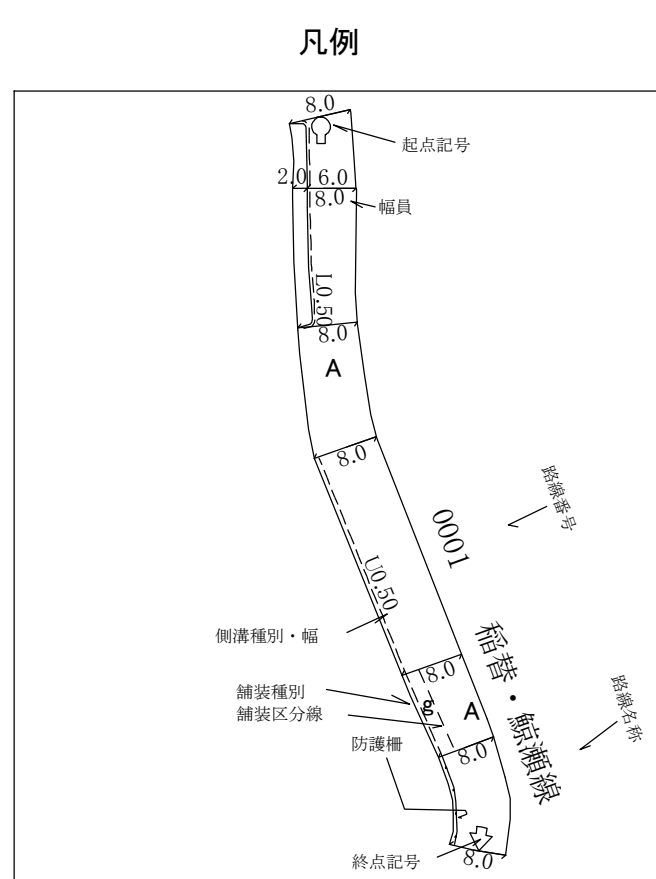 凡例
8.0
起点記号
2.0 6.0
8.0
幅員
L0.50
8.0
A
8.0
路線番号
0001
U0.50
側溝種別・幅
稲替・鯨瀬線
8.0
路線名称
舗装種別
舗装区分線
A
防護柵
8.0
終点記号
8.0